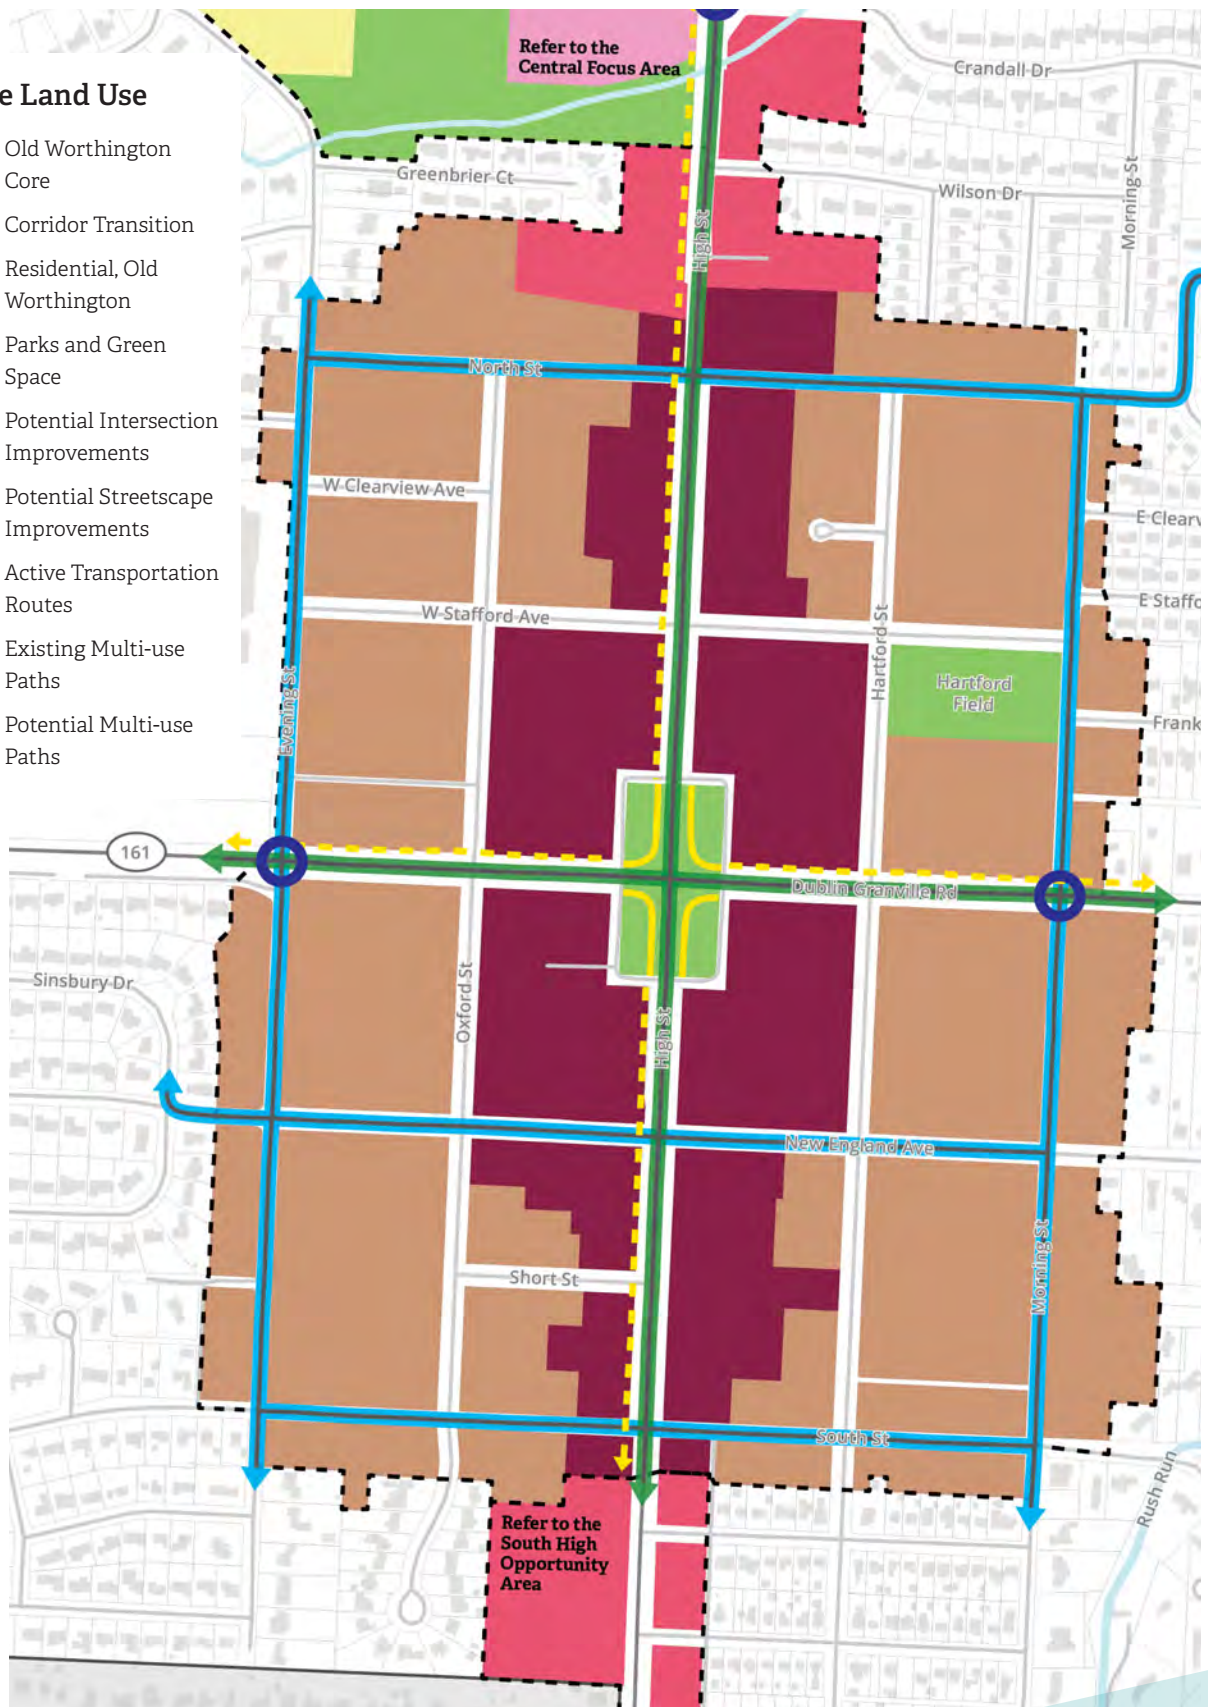 e Land Use
Old Worthington
Core
Corridor Transition
Residential, Old
Worthington
Parks and Green
Space
Potential Intersection
Improvements
Potential Streetscape
Improvements
Active Transportation
Routes
Existing Multi-use
Paths
Potential Multi-use
Paths
Refer to the
Central Focus Area
Crandall Dr
Greenbrier Ct
Wilson Dr
Morning St
High St
North St
W Clearview Ave
E Clearv
E Staffo
W Stafford Ave
Hartford St
Hartford
Field
Evening St
Frank
161
Dublin Granville Rd
Sinsbury Dr
Oxford St
High St
New England Ave
Morning St
Short St
South St
Rush Run
Refer to the
South High
Opportunity
Area